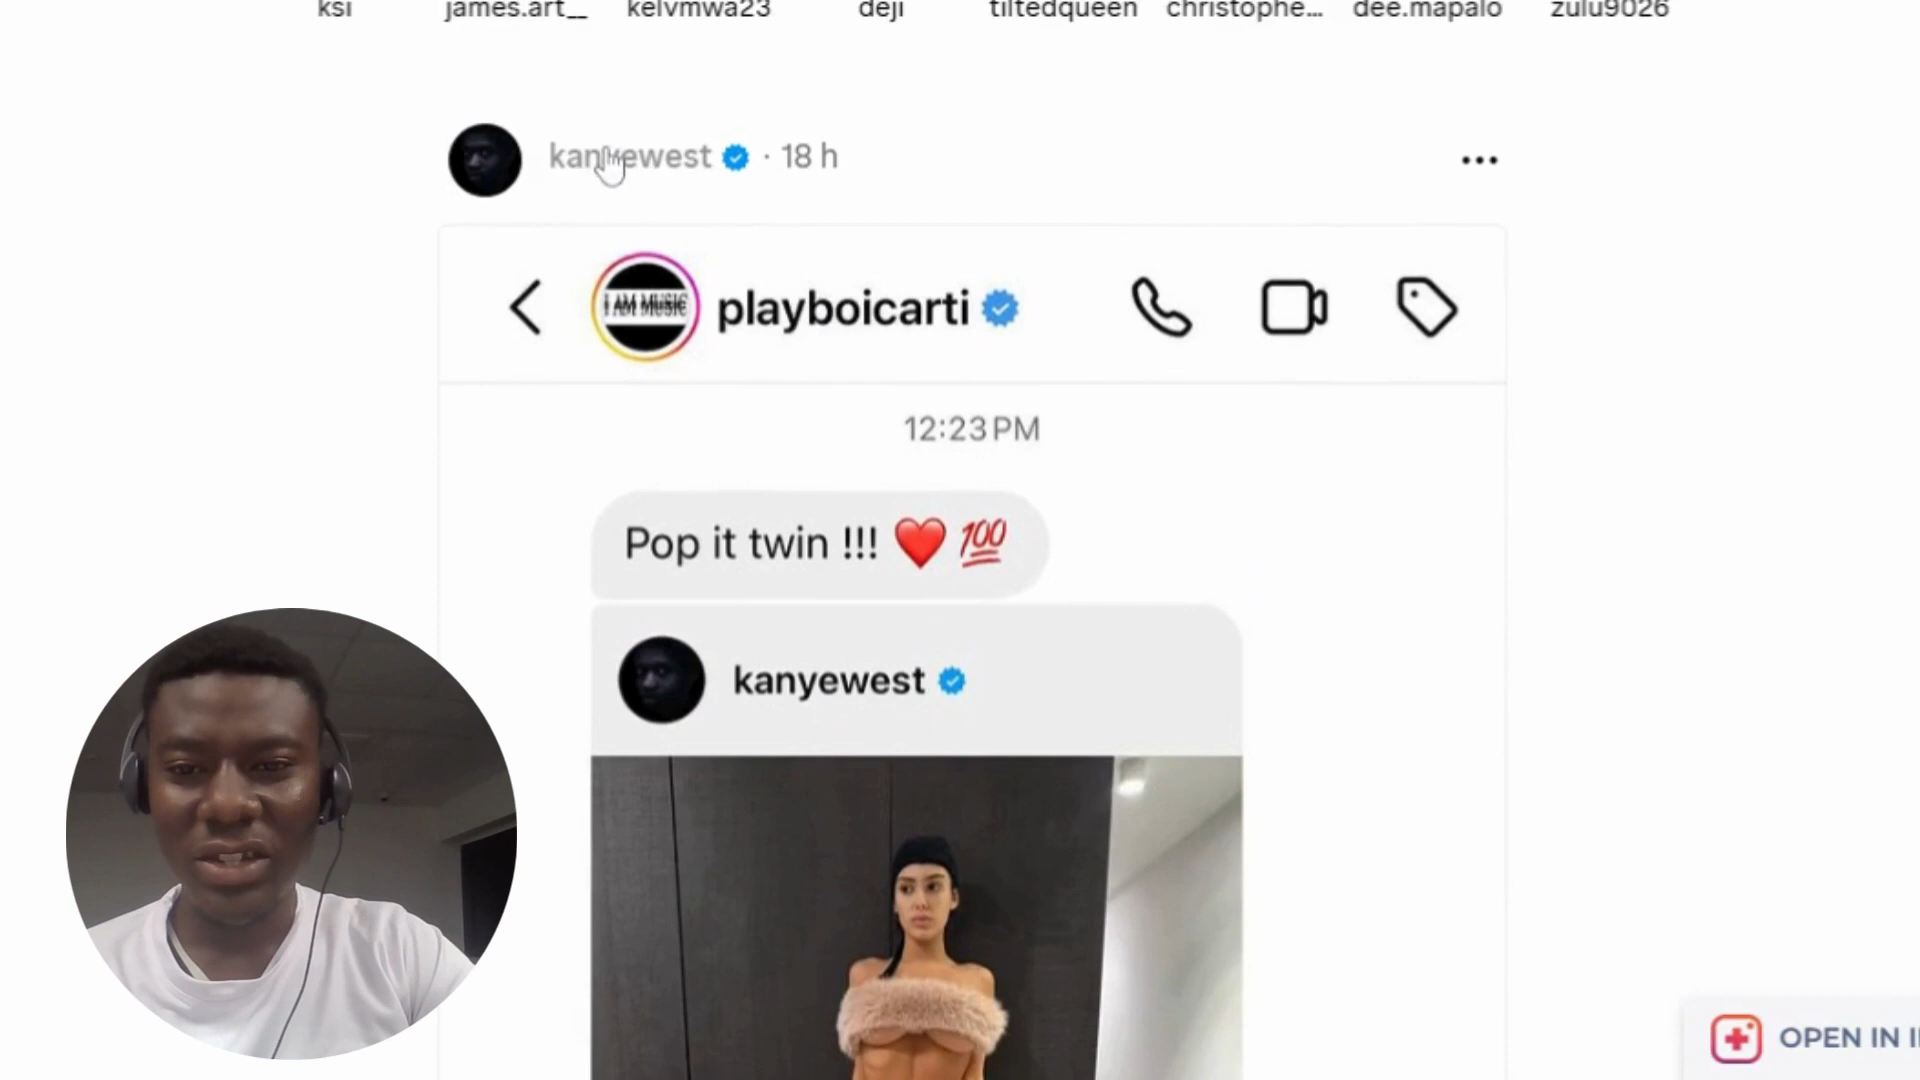 ksi james.art__ kelvmwa23 deji tiltedqueen christophe... dee.mapalo zulu9026
kanyewest · 18 h
I AM MUSIC
playboicarti
12:23 PM
Pop it twin !!! ❤️ 💯
kanyewest
OPEN IN